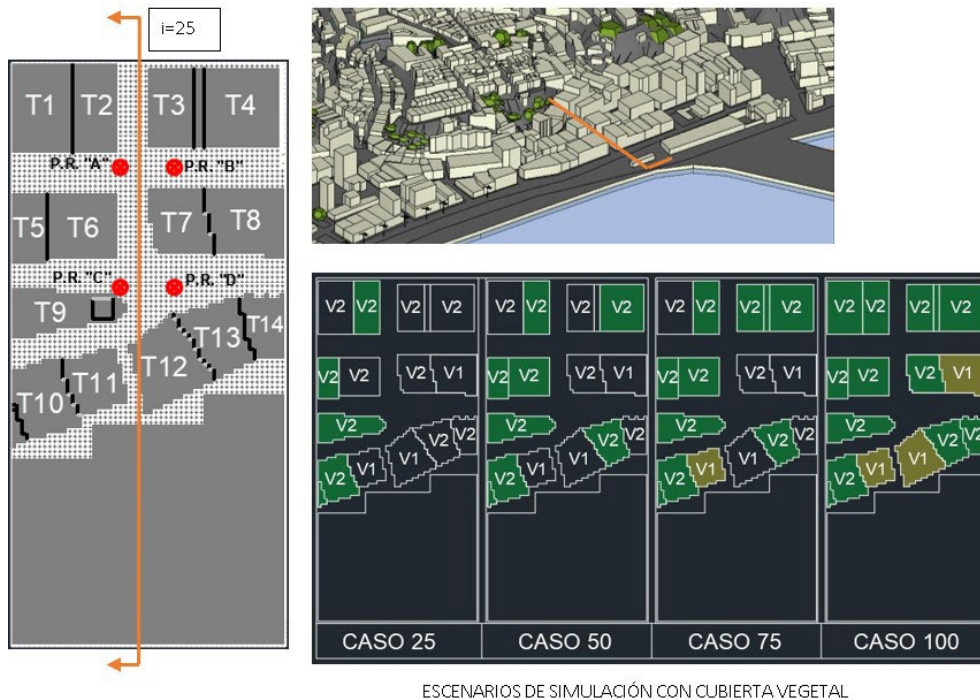 i=25
T1 T2 T3 T4
P.R. "A" P.R. "B"
T5 T6 T7 T8
P.R. "C" P.R. "D"
T9
T10 T11 T12 T13 T14
V2 V2 V2 V2
V2 V2 V2 V1
V2
V2 V1 V1 V2 V2
CASO 25
V2 V2 V2 V2
V2 V2 V2 V1
V2
V2 V1 V1 V2 V2
CASO 50
V2 V2 V2 V2
V2 V2 V2 V1
V2
V2 V1 V1 V2 V2
CASO 75
V2 V2 V2 V2
V2 V2 V2 V1
V2
V2 V1 V1 V2 V2
CASO 100
ESCENARIOS DE SIMULACIÓN CON CUBIERTA VEGETAL